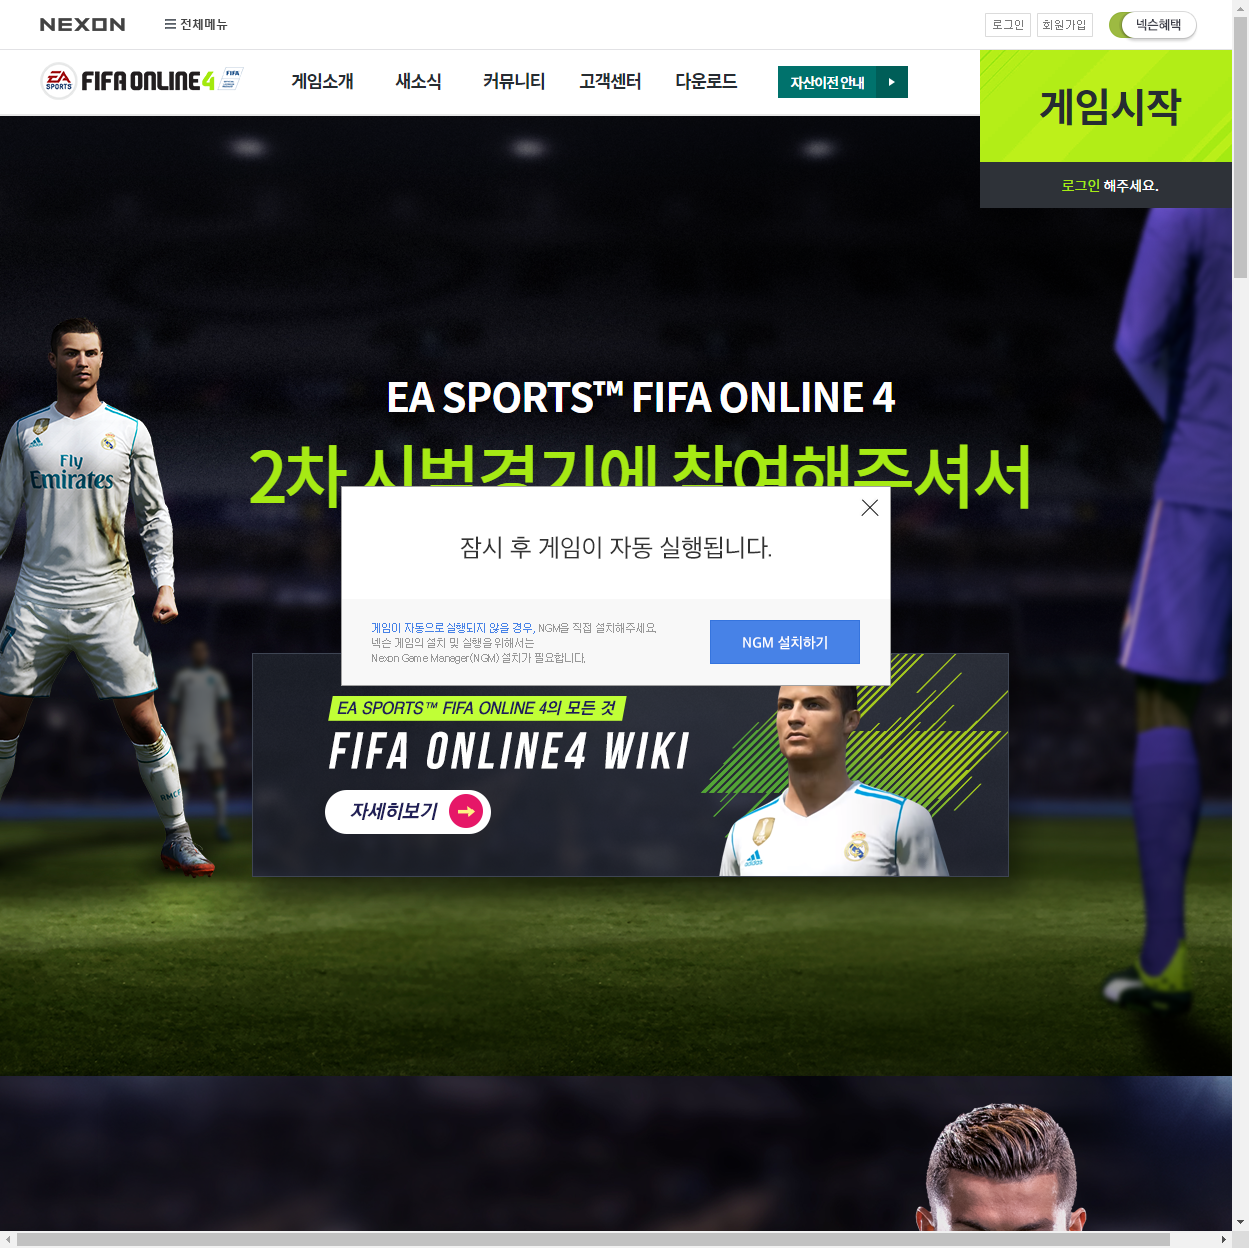 NEXON
전체메뉴
로그인
회원가입
넥슨혜택
EA SPORTS FIFA ONLINE 4 FIFA
게임소개
새소식
커뮤니티
고객센터
다운로드
자산이전 안내
게임시작
로그인 해주세요.
EA SPORTS™ FIFA ONLINE 4
2차 시범경기에 참여해주셔서
Fly
Emirates
잠시 후 게임이 자동 실행됩니다.
게임이 자동으로 실행되지 않을 경우, NGM을 직접 설치해주세요.
넥슨 게임의 설치 및 실행을 위해서는
Nexon Game Manager(NGM) 설치가 필요합니다.
NGM 설치하기
EA SPORTS™ FIFA ONLINE 4의 모든 것
FIFA ONLINE4 WIKI
자세히보기
RMCF
adidas